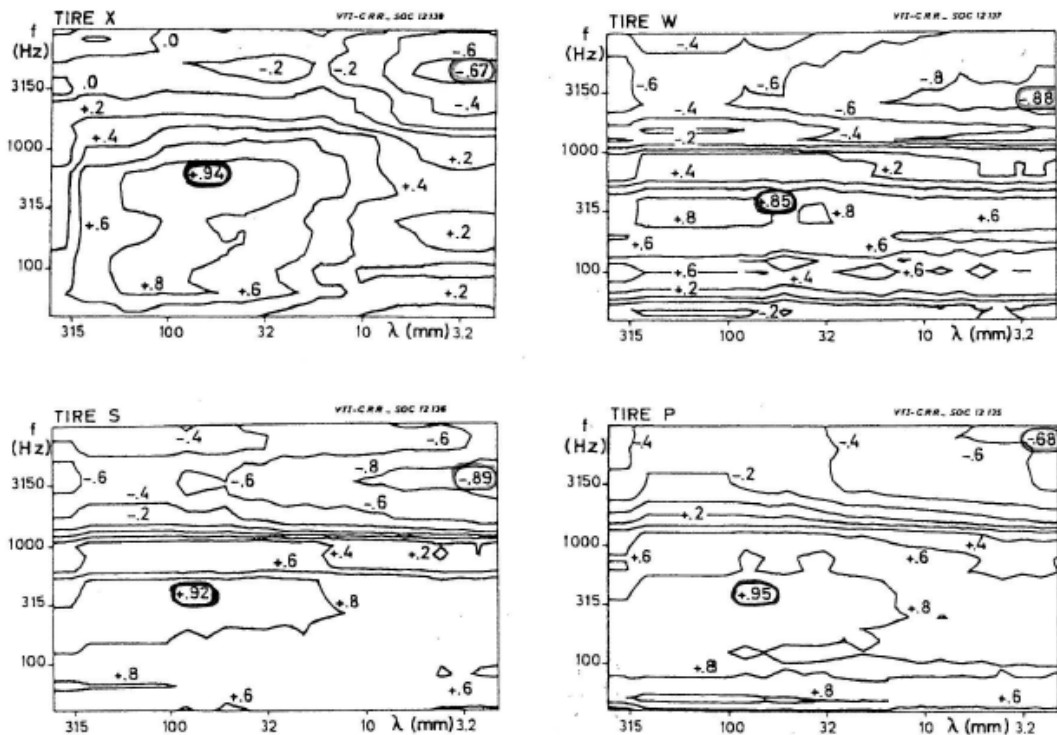 TIRE X VTI-C.R.R._ SOC 12 138
f
(Hz)
.0 -.6
-.2 -.2 -.67
3150 .0
+.2 -.4
1000 +.4 +.2
+.94 +.4
315
+.6 +.2
100
+.8 +.6 +.2
315 100 32 10 λ (mm) 3,2
TIRE W VTI-C.R.R._ SOC 12 137
f
(Hz)
-.4
-.6 -.6 -.8
3150 -.88
-.4 -.6
-.2 -.4
1000
+.4 +.2
+.85
315
+.8 +.8 +.6
+.6 +.6
100 +.6 +.4 +.6
+.2
-.2
315 100 32 10 λ (mm) 3.2
TIRE S VTI-C.R.R._ SOC 12 136
f
(Hz)
-.4 -.6
-.8
3150 -.6 -.6 -.89
-.4 -.6
-.2
1000
+.6 +.4 +.2
+.92
315 +.8
100
+.8 +.6 +.6
315 100 32 10 λ (mm) 3.2
TIRE P VTI-C.R.R._ SOC 12 135
f
(Hz)
-.4 -.4 -.68
-.6
3150 -.2
+.2
1000 +.4
+.6 +.6
+.95
315 +.8
100 +.8
+.8 +.6
315 100 32 10 λ (mm) 3.2